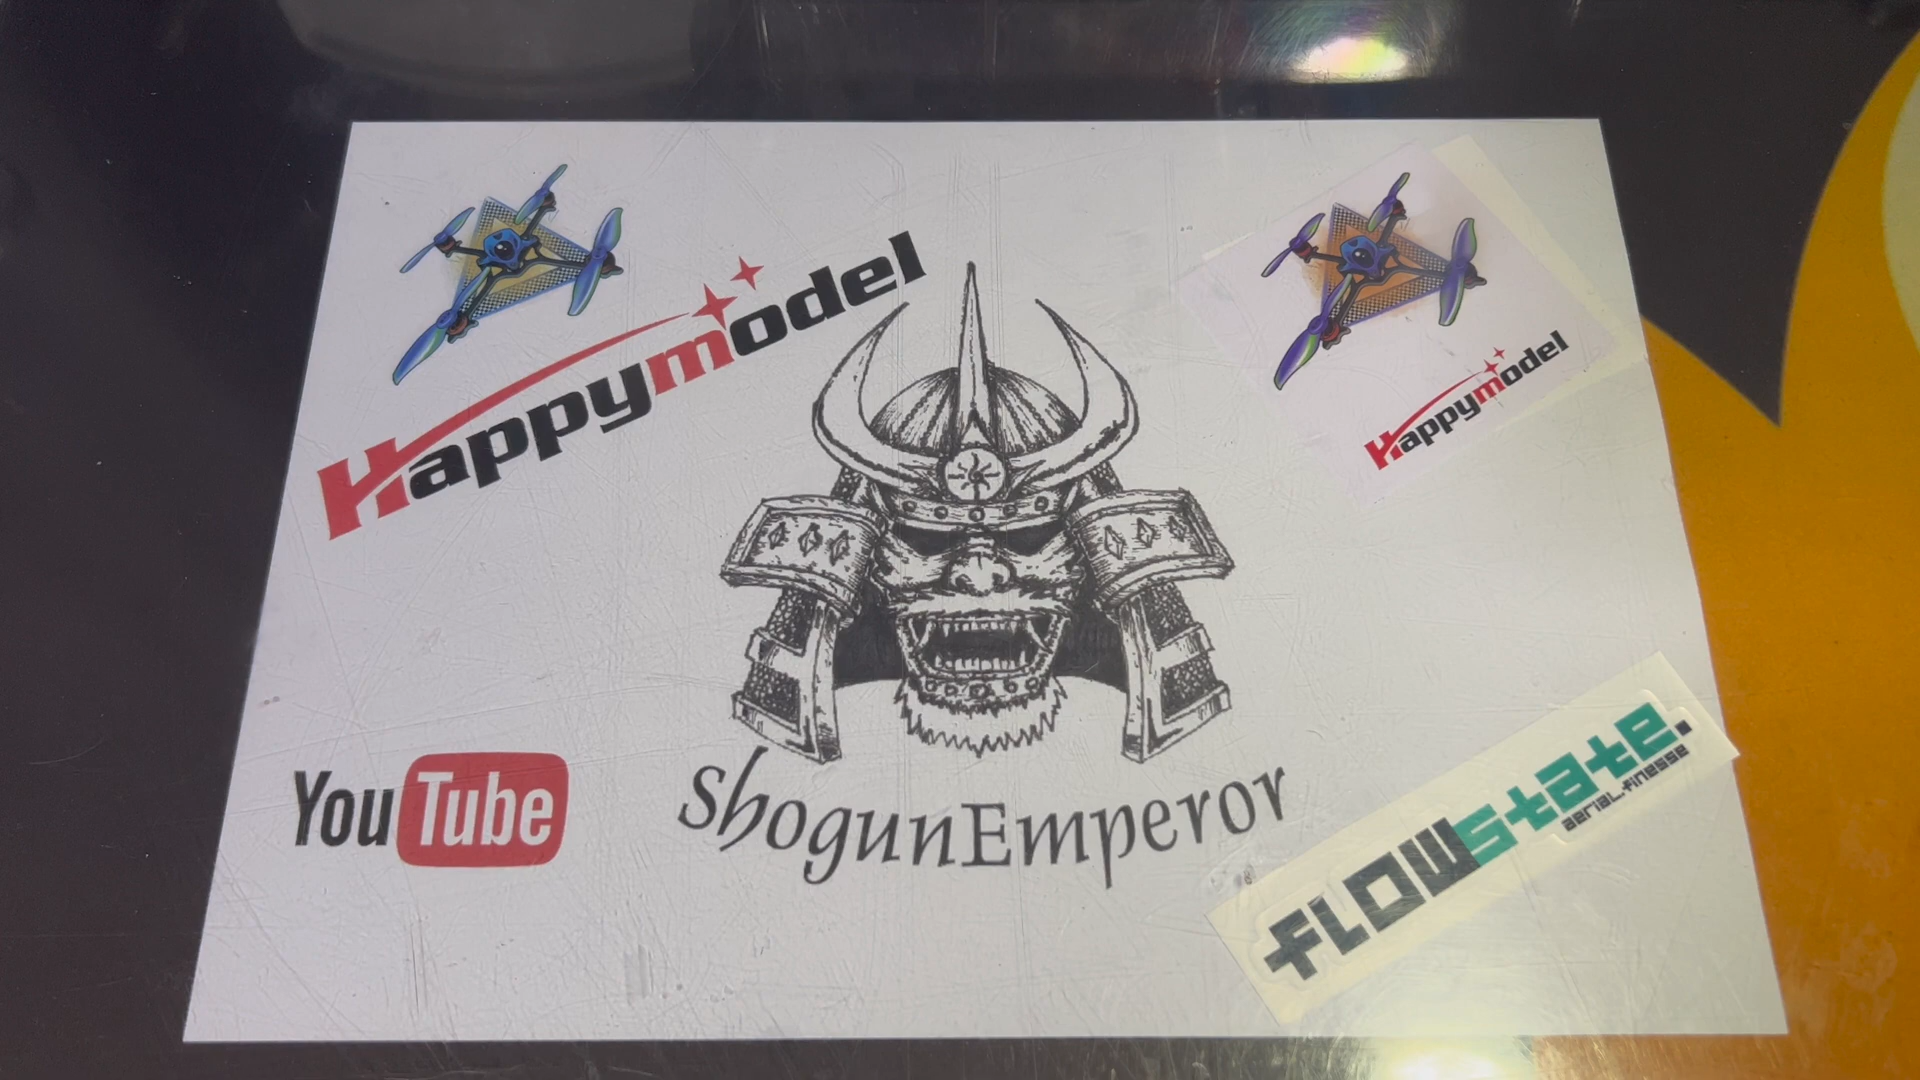 Happymodel
Happymodel
YouTube
shogunEmperor
flowstate.
aerial.finesse